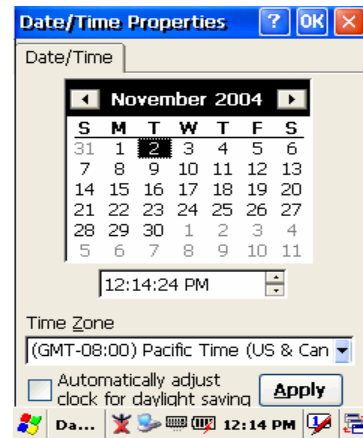 Date/Time Properties ? OK ×
Date/Time
November 2004
S M T W T F S
31 1 2 3 4 5 6
7 8 9 10 11 12 13
14 15 16 17 18 19 20
21 22 23 24 25 26 27
28 29 30 1 2 3 4
5 6 7 8 9 10 11
12:14:24 PM
Time Zone
(GMT-08:00) Pacific Time (US & Can
Automatically adjust
clock for daylight saving
Apply
Da... 12:14 PM